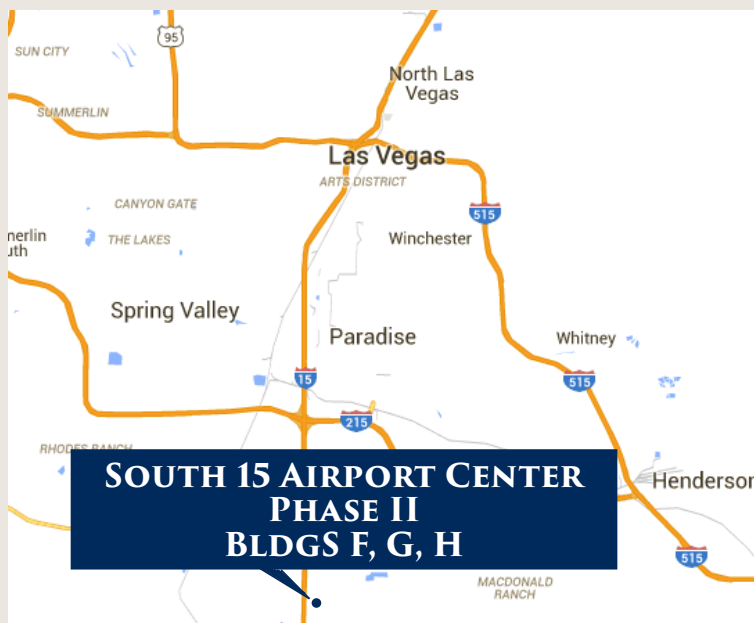 95
SUN CITY
North Las
Vegas
SUMMERLIN
Las Vegas
ARTS DISTRICT
CANYON GATE
515
Winchester
THE LAKES
Spring Valley
Paradise
Whitney
15
515
215
RHODES RANCH
SOUTH 15 AIRPORT CENTER
PHASE II
BLDGS F, G, H
Henderson
515
MACDONALD
RANCH